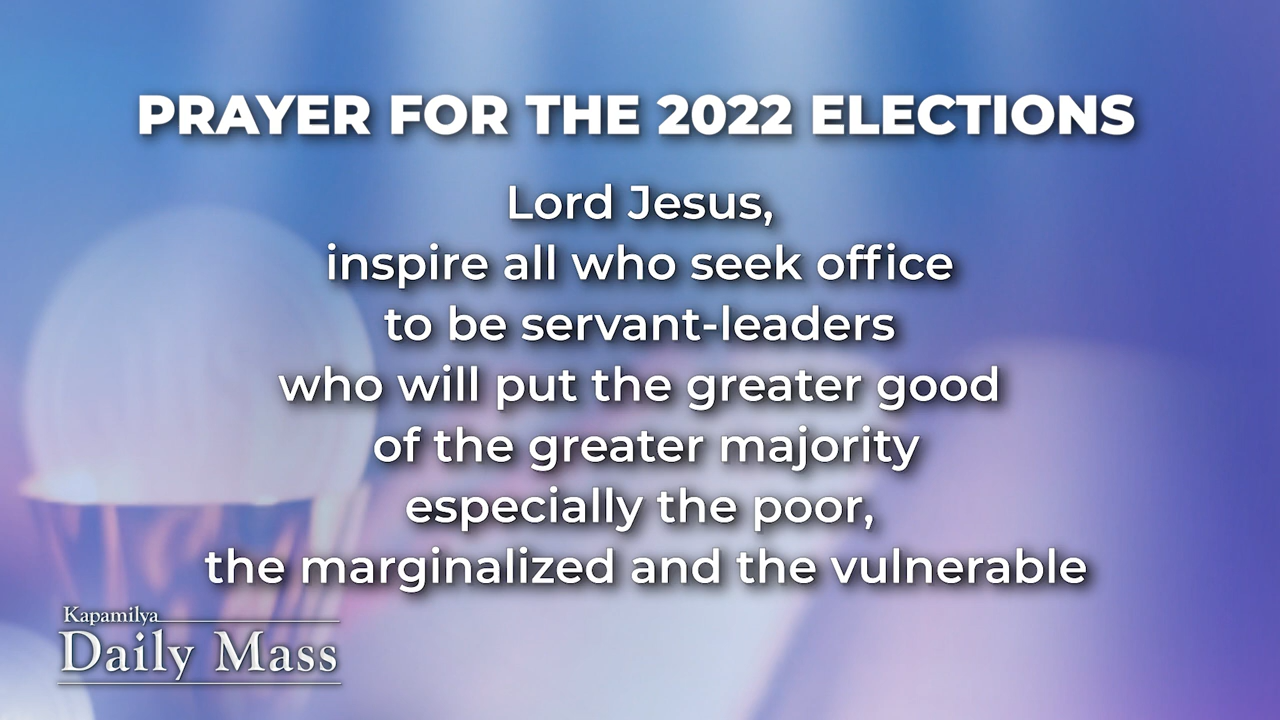 PRAYER FOR THE 2022 ELECTIONS
Lord Jesus,
inspire all who seek office
to be servant-leaders
who will put the greater good
of the greater majority
especially the poor,
the marginalized and the vulnerable
Kapamilya
Daily Mass